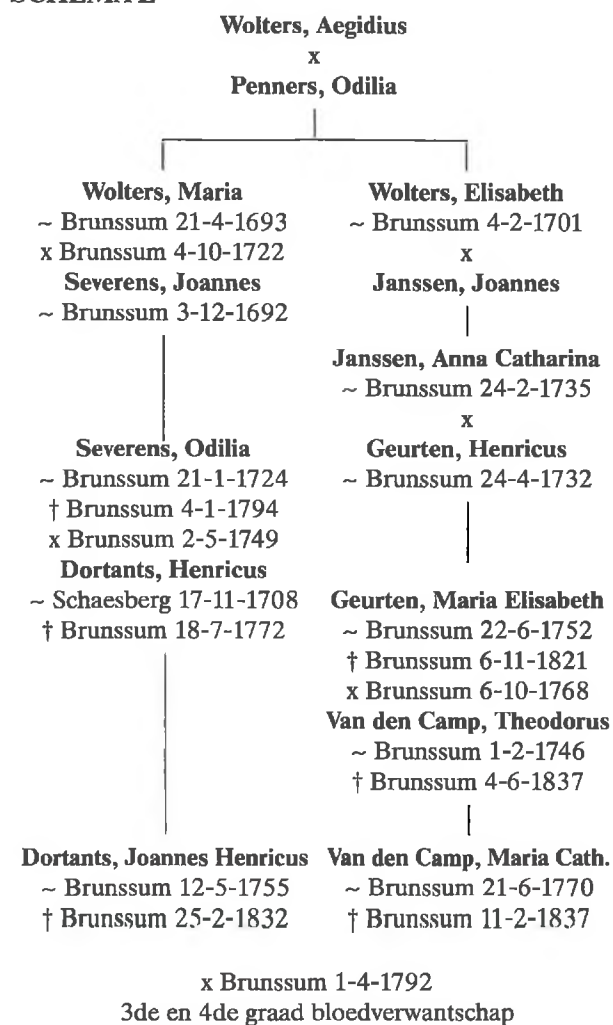 Wolters, Aegidius
x
Penners, Odilia
Wolters, Maria
~ Brunssum 21-4-1693
x Brunssum 4-10-1722
Severens, Joannes
~ Brunssum 3-12-1692
Severens, Odilia
~ Brunssum 21-1-1724
† Brunssum 4-1-1794
x Brunssum 2-5-1749
Dortants, Henricus
~ Schaesberg 17-11-1708
† Brunssum 18-7-1772
Dortants, Joannes Henricus
~ Brunssum 12-5-1755
† Brunssum 25-2-1832
Wolters, Elisabeth
~ Brunssum 4-2-1701
x
Janssen, Joannes
Janssen, Anna Catharina
~ Brunssum 24-2-1735
x
Geurten, Henricus
~ Brunssum 24-4-1732
Geurten, Maria Elisabeth
~ Brunssum 22-6-1752
† Brunssum 6-11-1821
x Brunssum 6-10-1768
Van den Camp, Theodorus
~ Brunssum 1-2-1746
† Brunssum 4-6-1837
Van den Camp, Maria Cath.
~ Brunssum 21-6-1770
† Brunssum 11-2-1837
x Brunssum 1-4-1792
3de en 4de graad bloedverwantschap